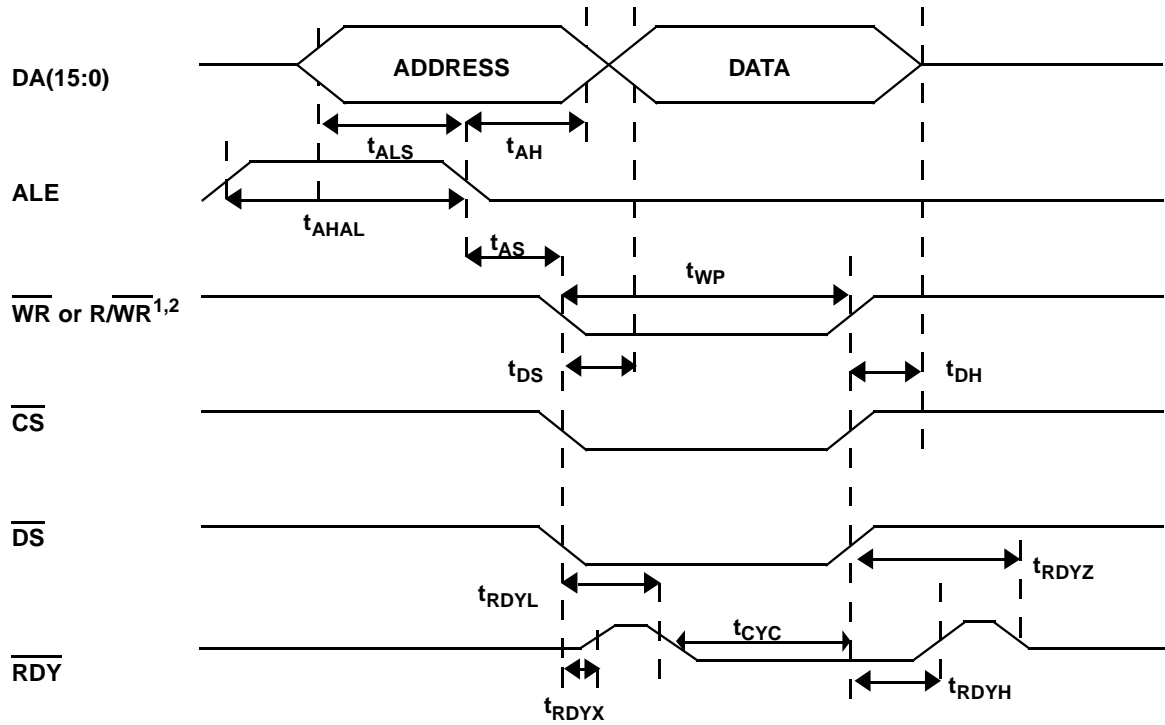 ADDRESS DATA
DA(15:0)
tALS tAH
ALE
tAHAL
tAS
tWP
WR or R/WR1,2
tDS tDH
CS
DS
tRDYL tRDYZ
tCYC
RDY
tRDYX tRDYH